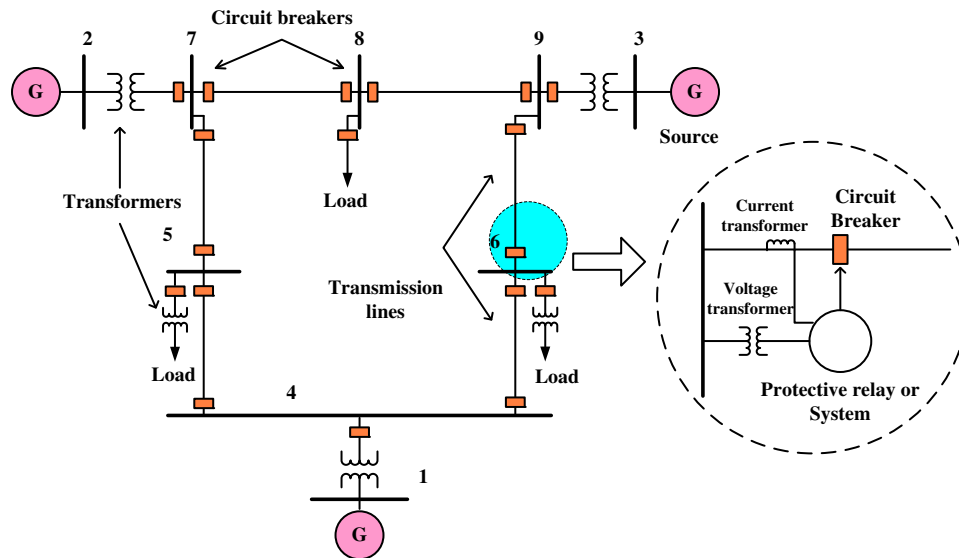 Circuit breakers
2
7
8
9
3
G
G
Source
Load
Transformers
5
6
Transmission
lines
Load
Load
4
1
G
Current
transformer
Circuit
Breaker
Voltage
transformer
Protective relay or
System